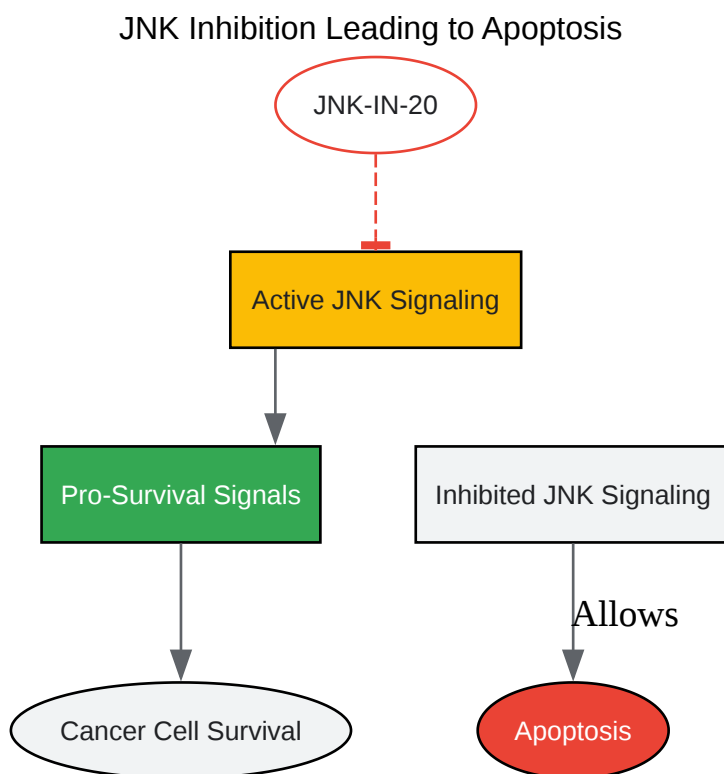 JNK Inhibition Leading to Apoptosis
JNK-IN-20
Active JNK Signaling
Pro-Survival Signals
Inhibited JNK Signaling
Allows
Cancer Cell Survival
Apoptosis